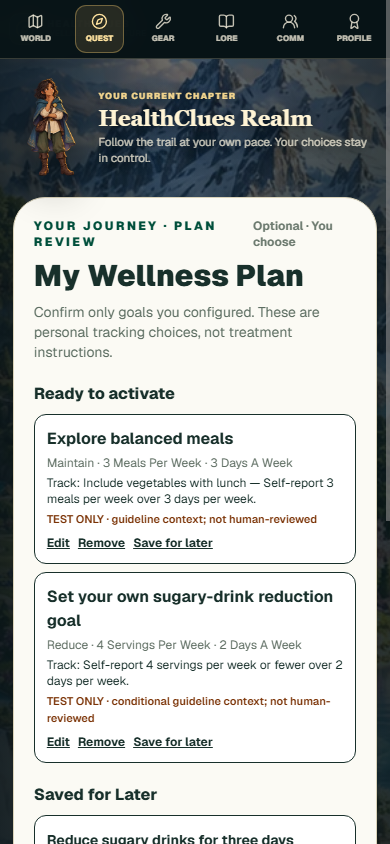 WORLD
QUEST
GEAR
LORE
COMM
PROFILE
YOUR CURRENT CHAPTER
HealthClues Realm
Follow the trail at your own pace. Your choices stay
in control.
YOUR JOURNEY · PLAN
REVIEW
Optional · You
choose
My Wellness Plan
Confirm only goals you configured. These are
personal tracking choices, not treatment
instructions.
Ready to activate
Explore balanced meals
Maintain · 3 Meals Per Week · 3 Days A Week
Track: Include vegetables with lunch — Self-report 3
meals per week over 3 days per week.
TEST ONLY · guideline context; not human-reviewed
Edit Remove Save for later
Set your own sugary-drink reduction
goal
Reduce · 4 Servings Per Week · 2 Days A Week
Track: Self-report 4 servings per week or fewer over 2
days per week.
TEST ONLY · conditional guideline context; not human-
reviewed
Edit Remove Save for later
Saved for Later
Reduce sugary drinks for three days